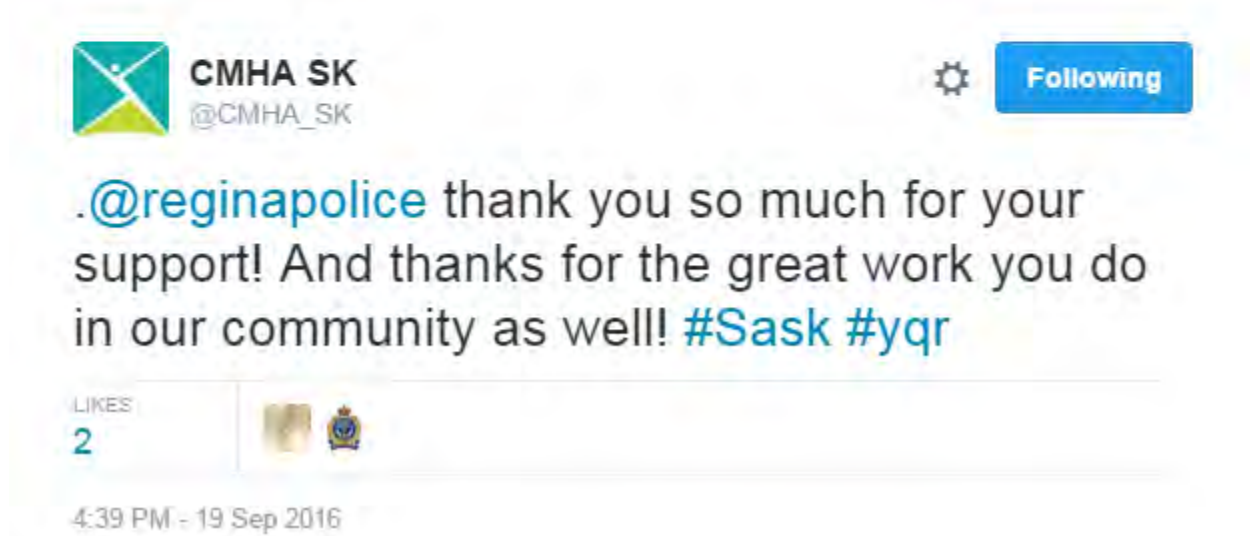 CMHA SK
@CMHA_SK
Following
.@reginapolice thank you so much for your
support! And thanks for the great work you do
in our community as well! #Sask #yqr
LIKES
2
4:39 PM - 19 Sep 2016